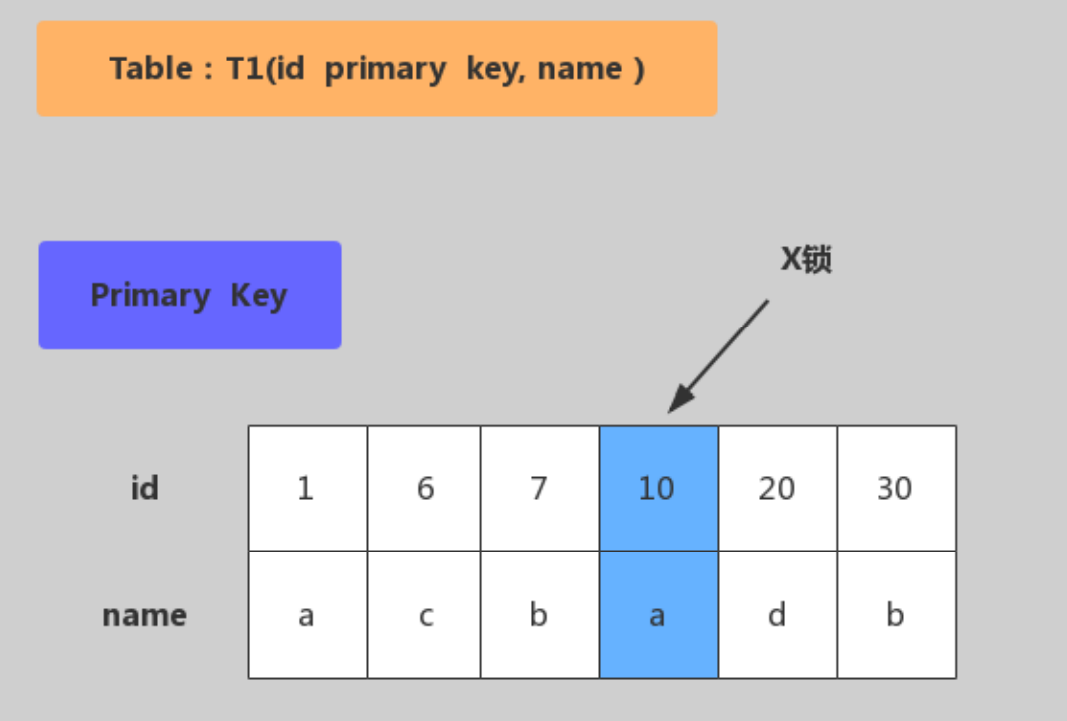 Table : T1(id primary key, name )
Primary Key
X锁
id 1 6 7 10 20 30
name a c b a d b